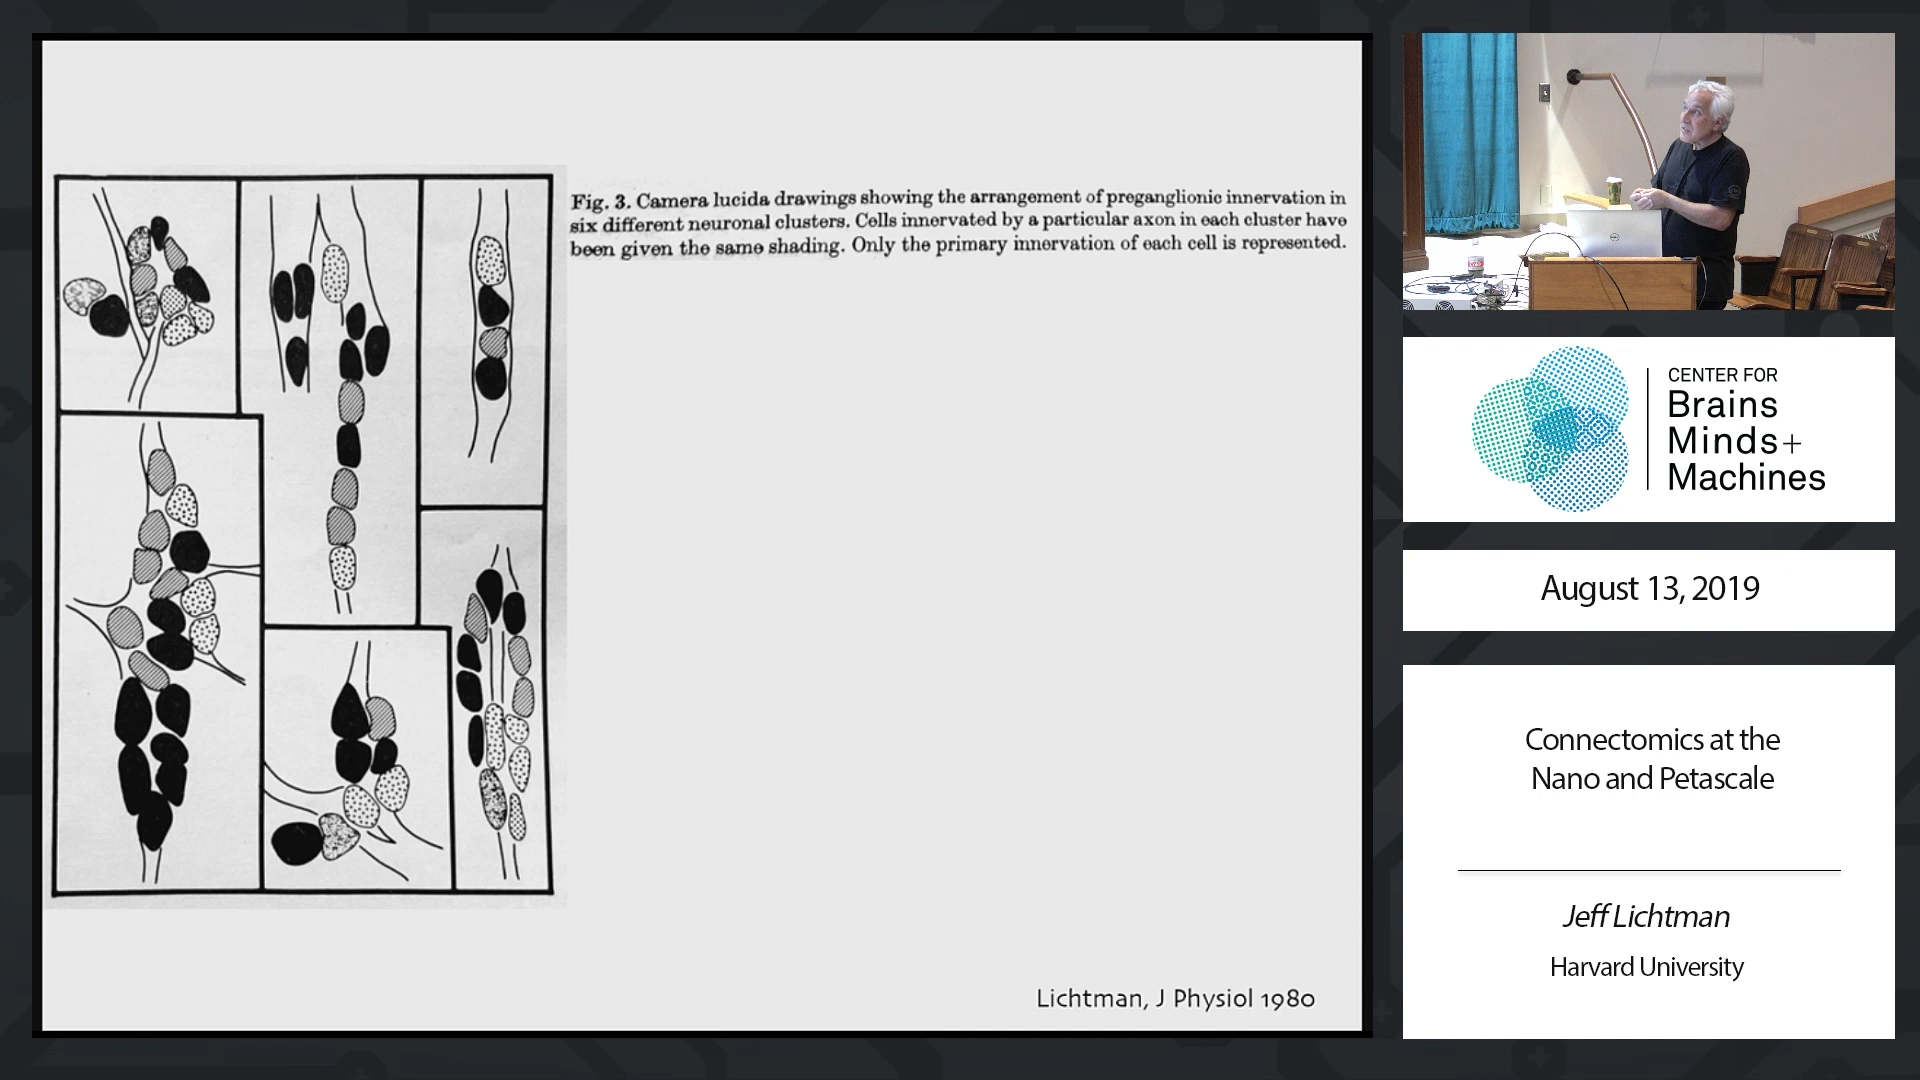 Fig. 3. Camera lucida drawings showing the arrangement of preganglionic innervation in
six different neuronal clusters. Cells innervated by a particular axon in each cluster have
been given the same shading. Only the primary innervation of each cell is represented.
Lichtman, J Physiol 1980
CENTER FOR
Brains
Minds+
Machines
August 13, 2019
Connectomics at the
Nano and Petascale
Jeff Lichtman
Harvard University